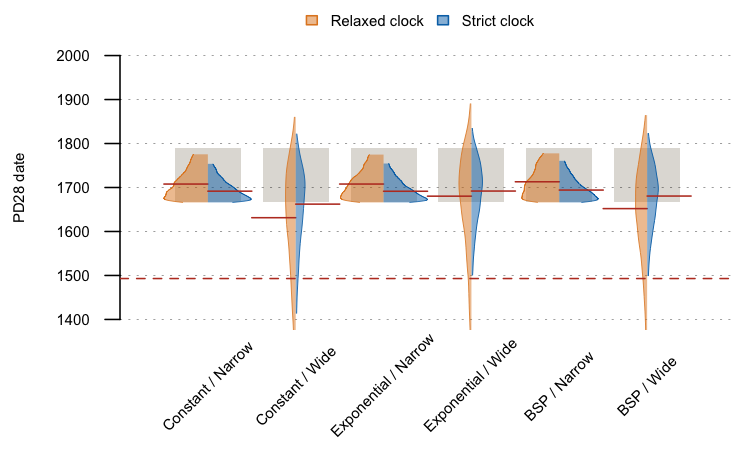 Relaxed clock Strict clock
PD28 date
2000
1900
1800
1700
1600
1500
1400
Constant / Narrow
Constant / Wide
Exponential / Narrow
Exponential / Wide
BSP / Narrow
BSP / Wide